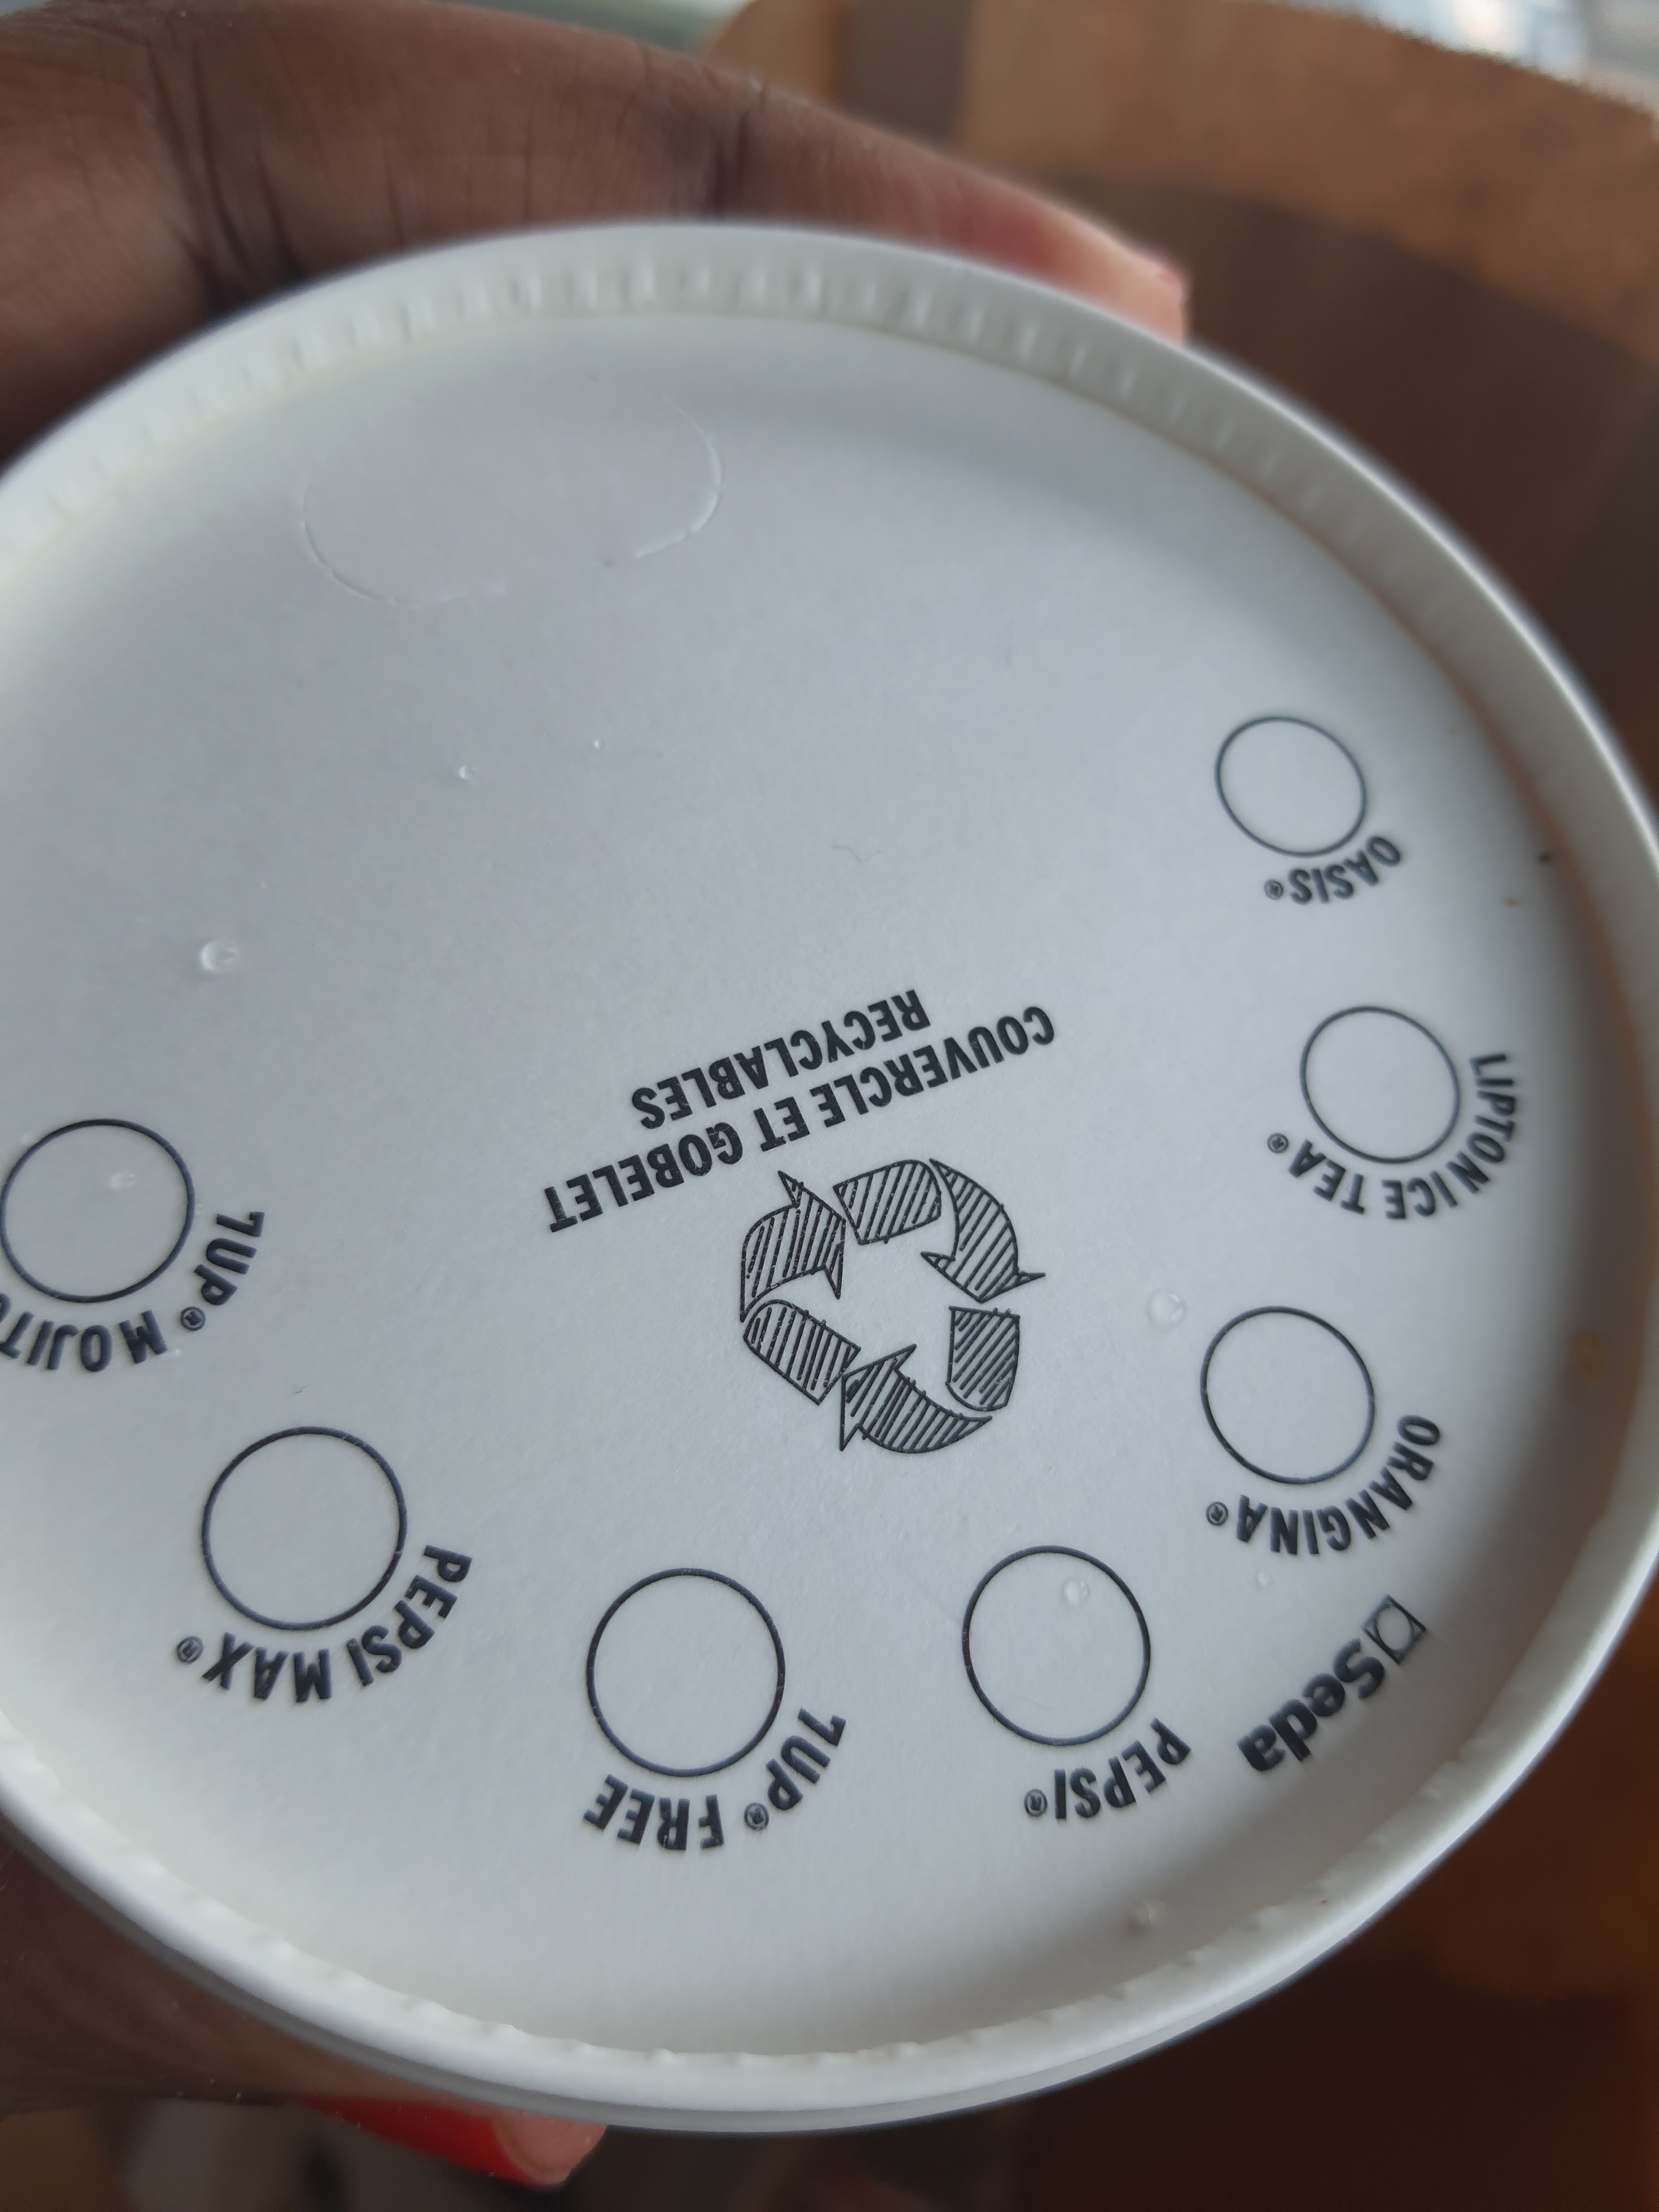 COUVERCLE ET GOBELET
RECYCLABLES
OASIS®
LIPTON ICE TEA®
ORANGINA®
Seda
PEPSI®
7UP® FREE
PEPSI MAX®
7UP® MOJITO